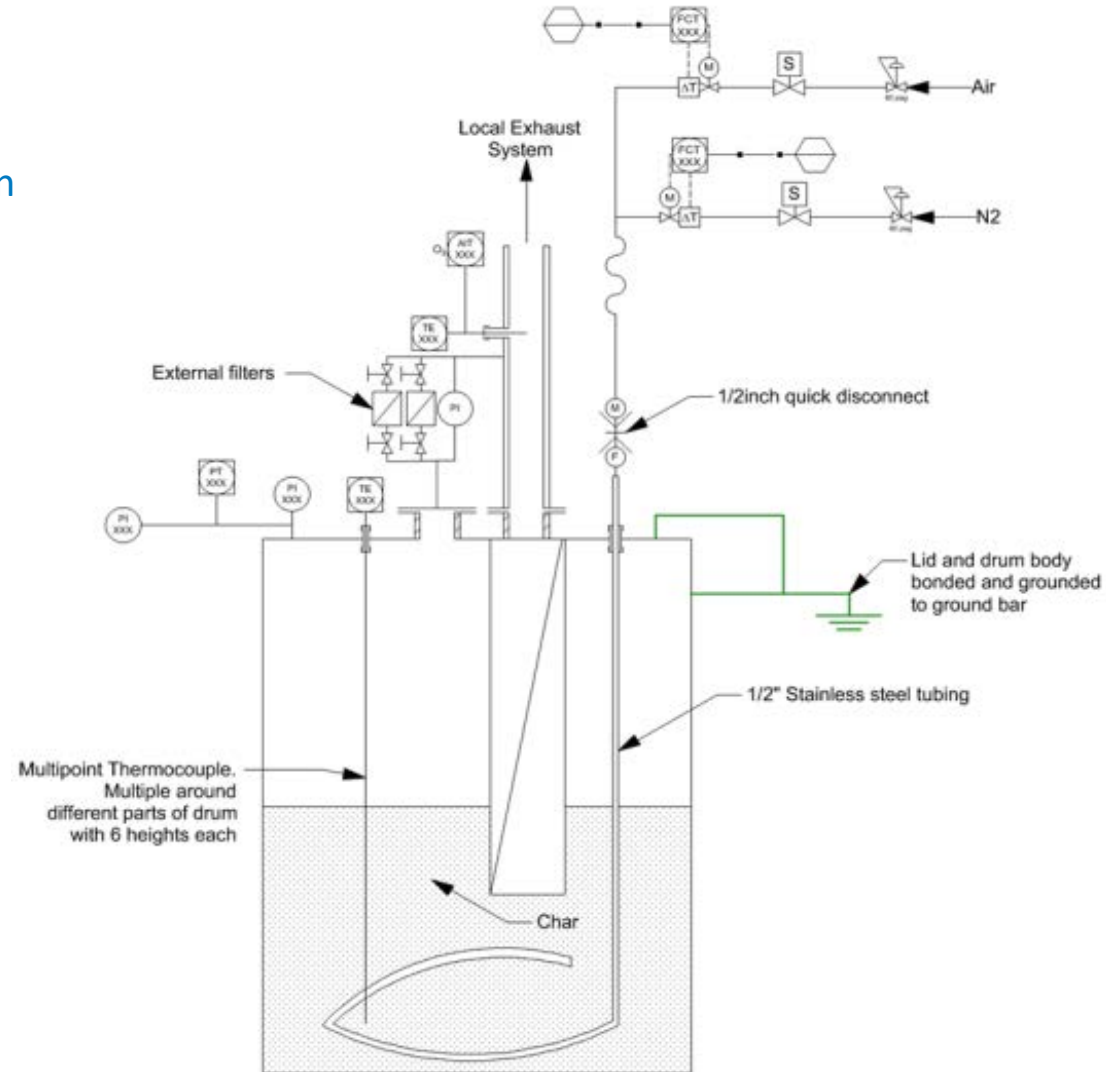 FCT
XXX
M
S
ΔT
Air
Local Exhaust
System
FCT
XXX
M
S
ΔT
N2
n
O2
AIT
XXX
TE
XXX
External filters
PI
M
1/2inch quick disconnect
F
PT
XXX
PI
XXX
TE
XXX
PI
XXX
Lid and drum body
bonded and grounded
to ground bar
1/2" Stainless steel tubing
Multipoint Thermocouple.
Multiple around
different parts of drum
with 6 heights each
Char